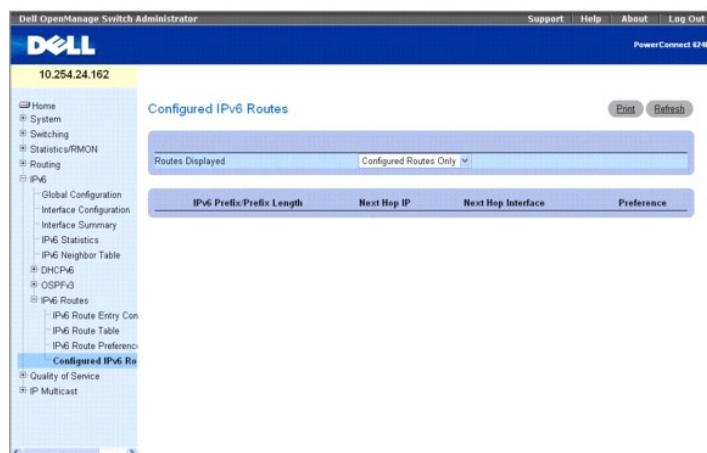 Dell OpenManage Switch Administrator
Support Help About Log Out
DELL
PowerConnect 6248
10.254.24.162
Home
System
Switching
Statistics/RMON
Routing
IPv6
Global Configuration
Interface Configuration
Interface Summary
IPv6 Statistics
IPv6 Neighbor Table
DHCPv6
OSPFv3
IPv6 Routes
IPv6 Route Entry Con
IPv6 Route Table
IPv6 Route Preferenc
Configured IPv6 Ro
Quality of Service
IP Multicast
Configured IPv6 Routes
Print Refresh
Routes Displayed Configured Routes Only
IPv6 Prefix/Prefix Length Next Hop IP Next Hop Interface Preference